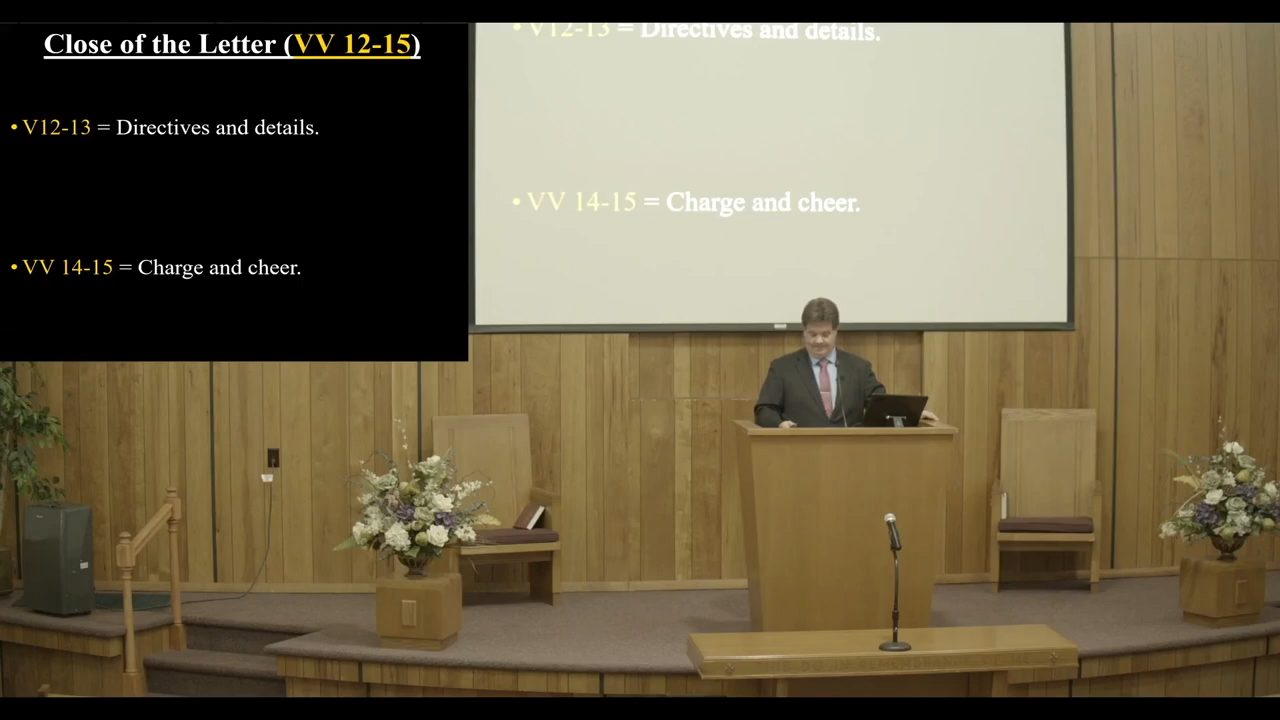 Close of the Letter (VV 12-15)
• V12-13 = Directives and details.
• VV 14-15 = Charge and cheer.
• V12-13 = Directives and details.
• VV 14-15 = Charge and cheer.